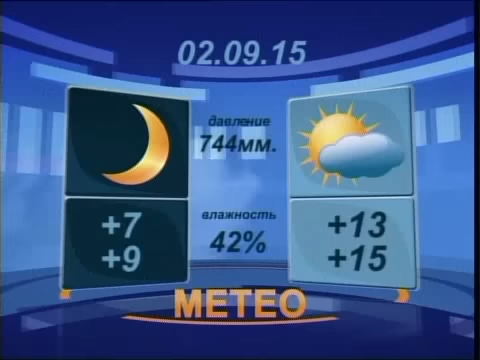 02.09.15
давление
744мм.
+7
+9
влажность
42%
+13
+15
МЕТЕО